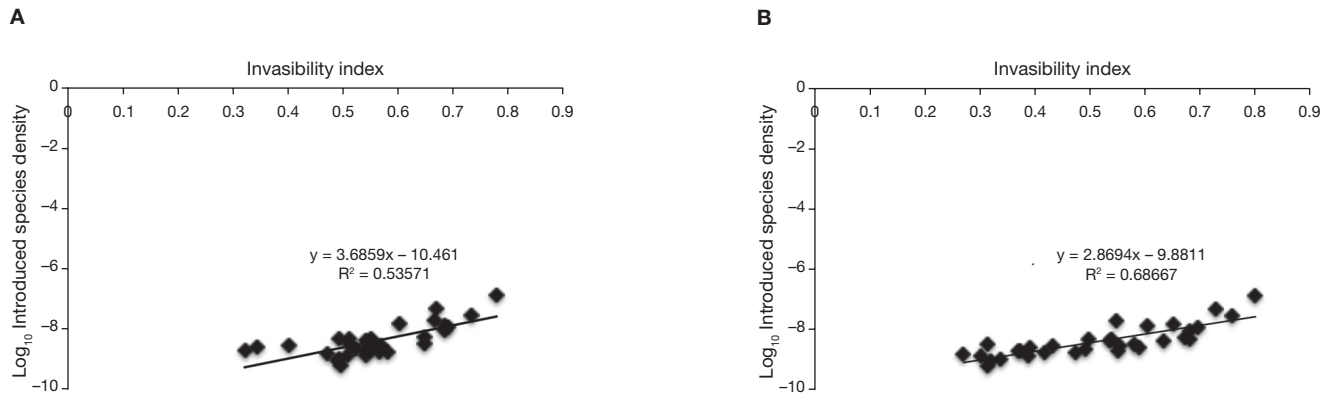 A
Invasibility index
0
0 0.1 0.2 0.3 0.4 0.5 0.6 0.7 0.8 0.9
−2
−4
−6
−8
−10
Log₁₀ Introduced species density
y = 3.6859x − 10.461
R² = 0.53571
B
Invasibility index
0
0 0.1 0.2 0.3 0.4 0.5 0.6 0.7 0.8 0.9
−2
−4
−6
−8
−10
Log₁₀ Introduced species density
y = 2.8694x − 9.8811
R² = 0.68667